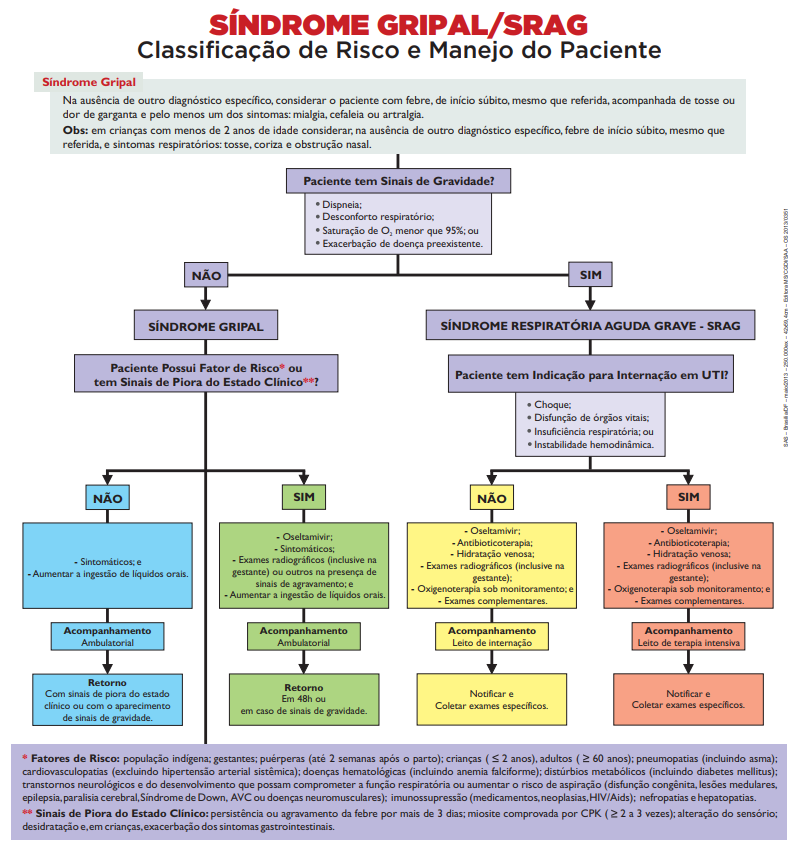 SÍNDROME GRIPAL/SRAG
Classificação de Risco e Manejo do Paciente
Síndrome Gripal
Na ausência de outro diagnóstico específico, considerar o paciente com febre, de início súbito, mesmo que referida, acompanhada de tosse ou
dor de garganta e pelo menos um dos sintomas: mialgia, cefaleia ou artralgia.
Obs: em crianças com menos de 2 anos de idade considerar, na ausência de outro diagnóstico específico, febre de início súbito, mesmo que
referida, e sintomas respiratórios: tosse, coriza e obstrução nasal.
Paciente tem Sinais de Gravidade?
• Dispneia;
• Desconforto respiratório;
• Saturação de O₂ menor que 95%; ou
• Exacerbação de doença preexistente.
NÃO
SIM
SÍNDROME GRIPAL
SÍNDROME RESPIRATÓRIA AGUDA GRAVE - SRAG
Paciente Possui Fator de Risco* ou
tem Sinais de Piora do Estado Clínico**?
Paciente tem Indicação para Internação em UTI?
• Choque;
• Disfunção de órgãos vitais;
• Insuficiência respiratória; ou
• Instabilidade hemodinâmica.
NÃO
SIM
NÃO
SIM
- Sintomáticos; e
- Aumentar a ingestão de líquidos orais.
- Oseltamivir;
- Sintomáticos;
- Exames radiográficos (inclusive na
gestante) ou outros na presença de
sinais de agravamento; e
- Aumentar a ingestão de líquidos orais.
- Oseltamivir;
- Antibioticoterapia;
- Hidratação venosa;
- Exames radiográficos (inclusive na
gestante);
- Oxigenoterapia sob monitoramento; e
- Exames complementares.
- Oseltamivir;
- Antibioticoterapia;
- Hidratação venosa;
- Exames radiográficos (inclusive na
gestante);
- Oxigenoterapia sob monitoramento; e
- Exames complementares.
Acompanhamento
Ambulatorial
Acompanhamento
Ambulatorial
Acompanhamento
Leito de internação
Acompanhamento
Leito de terapia intensiva
Retorno
Com sinais de piora do estado
clínico ou com o aparecimento
de sinais de gravidade.
Retorno
Em 48h ou
em caso de sinais de gravidade.
Notificar e
Coletar exames específicos.
Notificar e
Coletar exames específicos.
* Fatores de Risco: população indígena; gestantes; puérperas (até 2 semanas após o parto); crianças (≤ 2 anos), adultos (≥ 60 anos); pneumopatias (incluindo asma);
cardiovasculopatias (excluindo hipertensão arterial sistêmica); doenças hematológicas (incluindo anemia falciforme); distúrbios metabólicos (incluindo diabetes mellitus);
transtornos neurológicos e do desenvolvimento que possam comprometer a função respiratória ou aumentar o risco de aspiração (disfunção congênita, lesões medulares,
epilepsia, paralisia cerebral, Síndrome de Down, AVC ou doenças neuromusculares); imunossupressão (medicamentos, neoplasias, HIV/Aids); nefropatias e hepatopatias.
** Sinais de Piora do Estado Clínico: persistência ou agravamento da febre por mais de 3 dias; miosite comprovada por CPK (≥ 2 a 3 vezes); alteração do sensório;
desidratação e, em crianças, exacerbação dos sintomas gastrointestinais.
SAS – Brasília/DF – maio2013 – 250.000ex. – 42x59,4cm – Editora MS/CGDI/SAA – OS 2013/0351